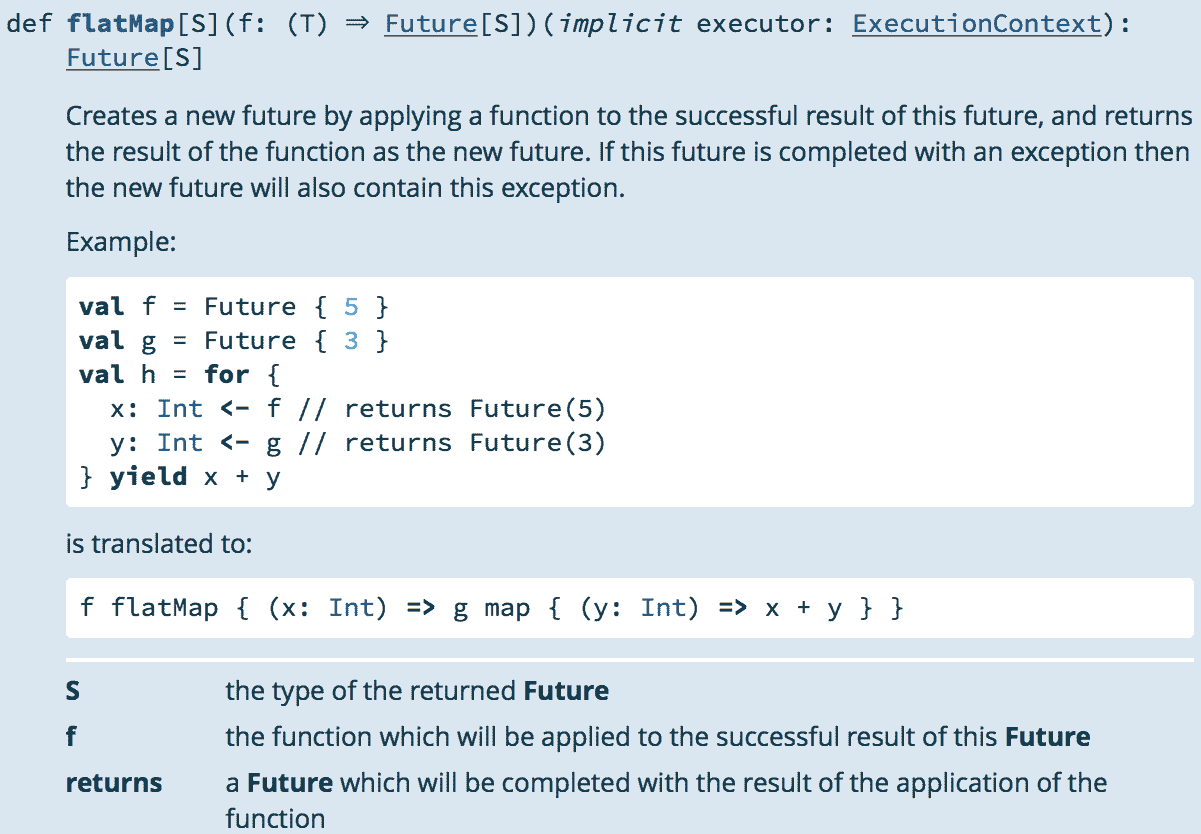 def flatMap[S](f: (T) ⇒ Future[S])(implicit executor: ExecutionContext):
Future[S]
Creates a new future by applying a function to the successful result of this future, and returns
the result of the function as the new future. If this future is completed with an exception then
the new future will also contain this exception.
Example:
val f = Future { 5 }
val g = Future { 3 }
val h = for {
  x: Int <- f // returns Future(5)
  y: Int <- g // returns Future(3)
} yield x + y
is translated to:
f flatMap { (x: Int) => g map { (y: Int) => x + y } }
S the type of the returned Future
f the function which will be applied to the successful result of this Future
returns a Future which will be completed with the result of the application of the
function